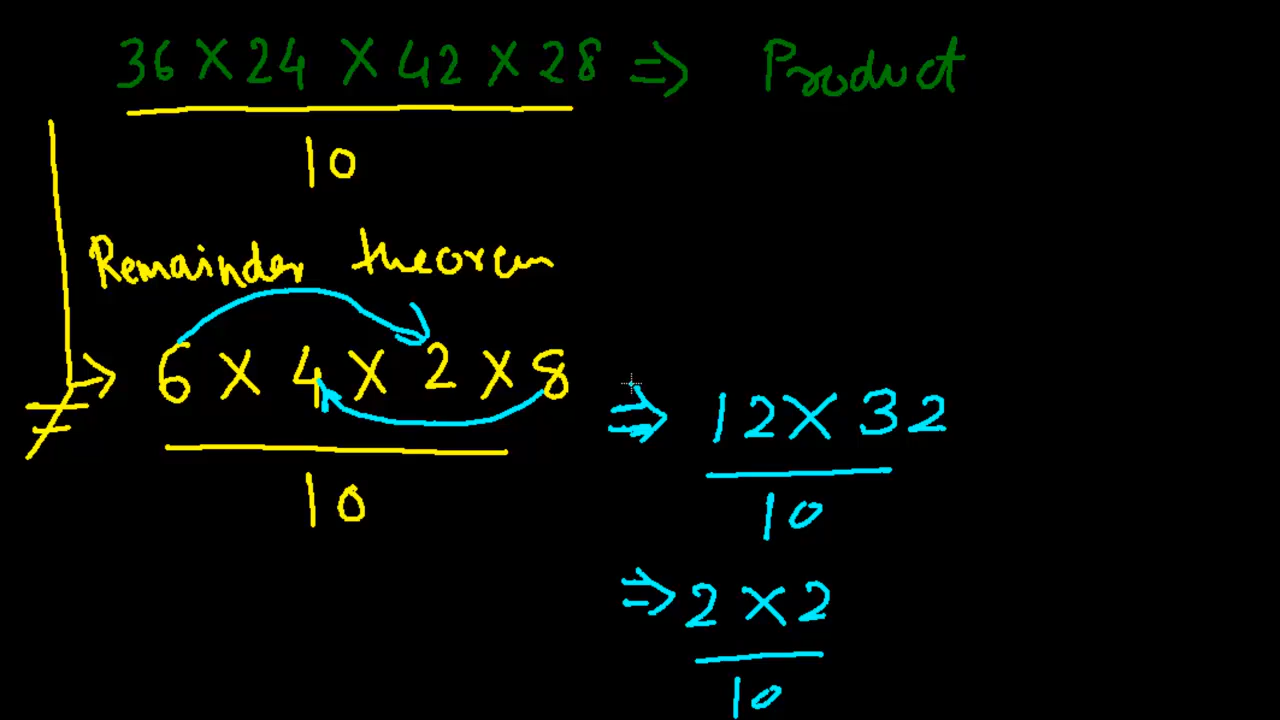 36 X 24 X 42 X 28 => Product
10
Remainder theorem
≠ => 6 X 4 X 2 X 8 => 12 X 32
10 10
=> 2 X 2
10